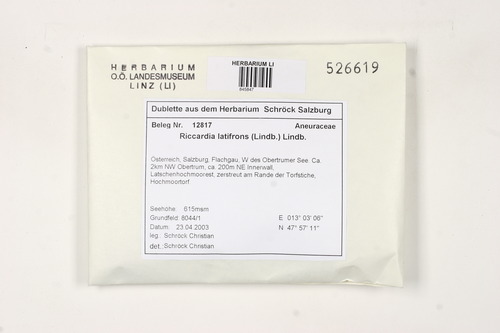 HERBARIUM
O.Ö. LANDESMUSEUM
LINZ (LI)
HERBARIUM LI
526619
Dublette aus dem Herbarium Schröck Salzburg
Beleg Nr. 12817 Aneuraceae
Riccardia latifrons (Lindb.) Lindb.
Österreich, Salzburg, Flachgau, W des Obertrumer See. Ca.
2km NW Obertrum, ca. 200m NE Innerwall;
Latschenhochmoorest, zerstreut am Rande der Torfstiche,
Hochmoortorf
Seehöhe: 615msm
Grundfeld: 8044/1 E 013° 03' 06"
Datum: 23.04.2003 N 47° 57' 11"
leg.: Schröck Christian
det.: Schröck Christian